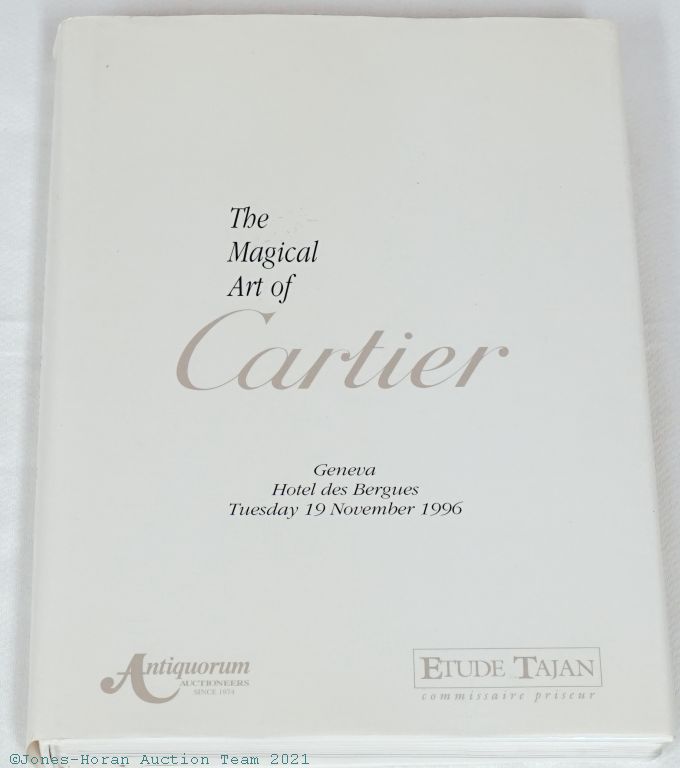 The
Magical
Art of
Cartier
Geneva
Hotel des Bergues
Tuesday 19 November 1996
Antiquorum
AUCTIONEERS
SINCE 1974
ETUDE TAJAN
commissaire priseur
©Jones-Horan Auction Team 2021